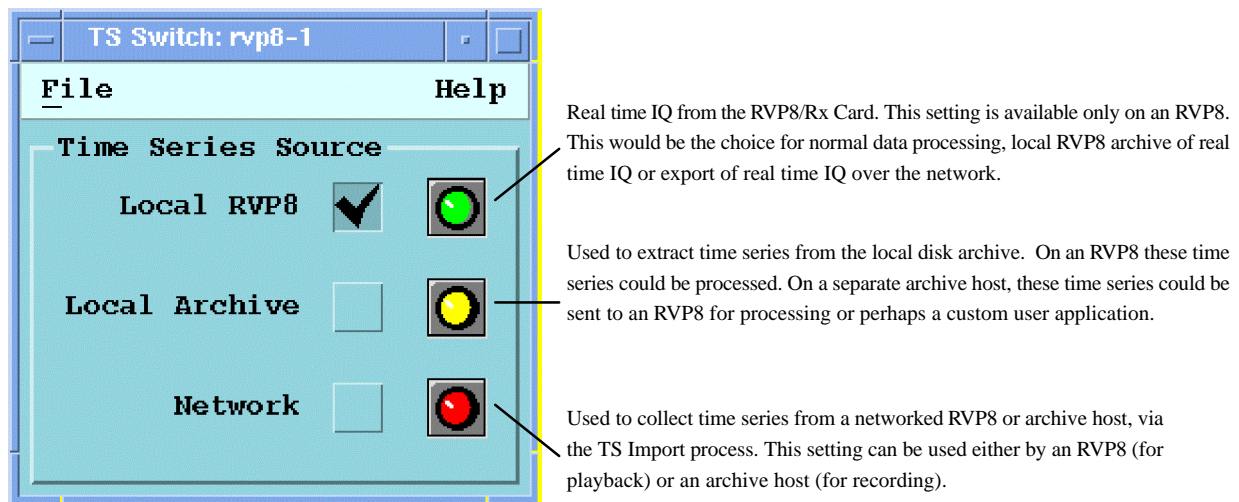 TS Switch: rvp8-1
File Help
Time Series Source
Local RVP8
Local Archive
Network
Real time IQ from the RVP8/Rx Card. This setting is available only on an RVP8.
This would be the choice for normal data processing, local RVP8 archive of real
time IQ or export of real time IQ over the network.
Used to extract time series from the local disk archive. On an RVP8 these time
series could be processed. On a separate archive host, these time series could be
sent to an RVP8 for processing or perhaps a custom user application.
Used to collect time series from a networked RVP8 or archive host, via
the TS Import process. This setting can be used either by an RVP8 (for
playback) or an archive host (for recording).